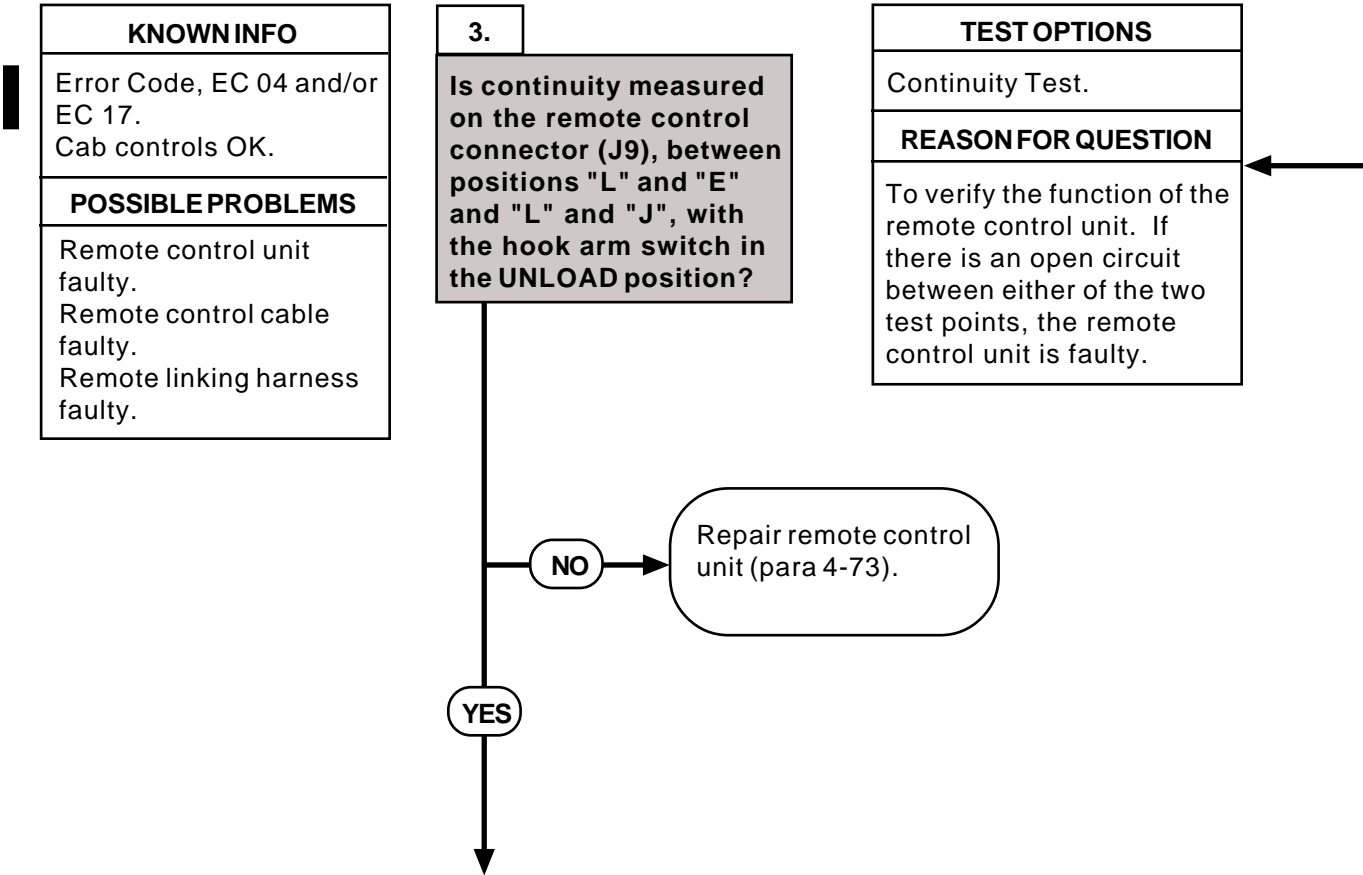 KNOWN INFO
Error Code, EC 04 and/or
EC 17.
Cab controls OK.
POSSIBLE PROBLEMS
Remote control unit
faulty.
Remote control cable
faulty.
Remote linking harness
faulty.
3.
Is continuity measured
on the remote control
connector (J9), between
positions "L" and "E"
and "L" and "J", with
the hook arm switch in
the UNLOAD position?
TEST OPTIONS
Continuity Test.
REASON FOR QUESTION
To verify the function of the
remote control unit. If
there is an open circuit
between either of the two
test points, the remote
control unit is faulty.
NO
Repair remote control
unit (para 4-73).
YES